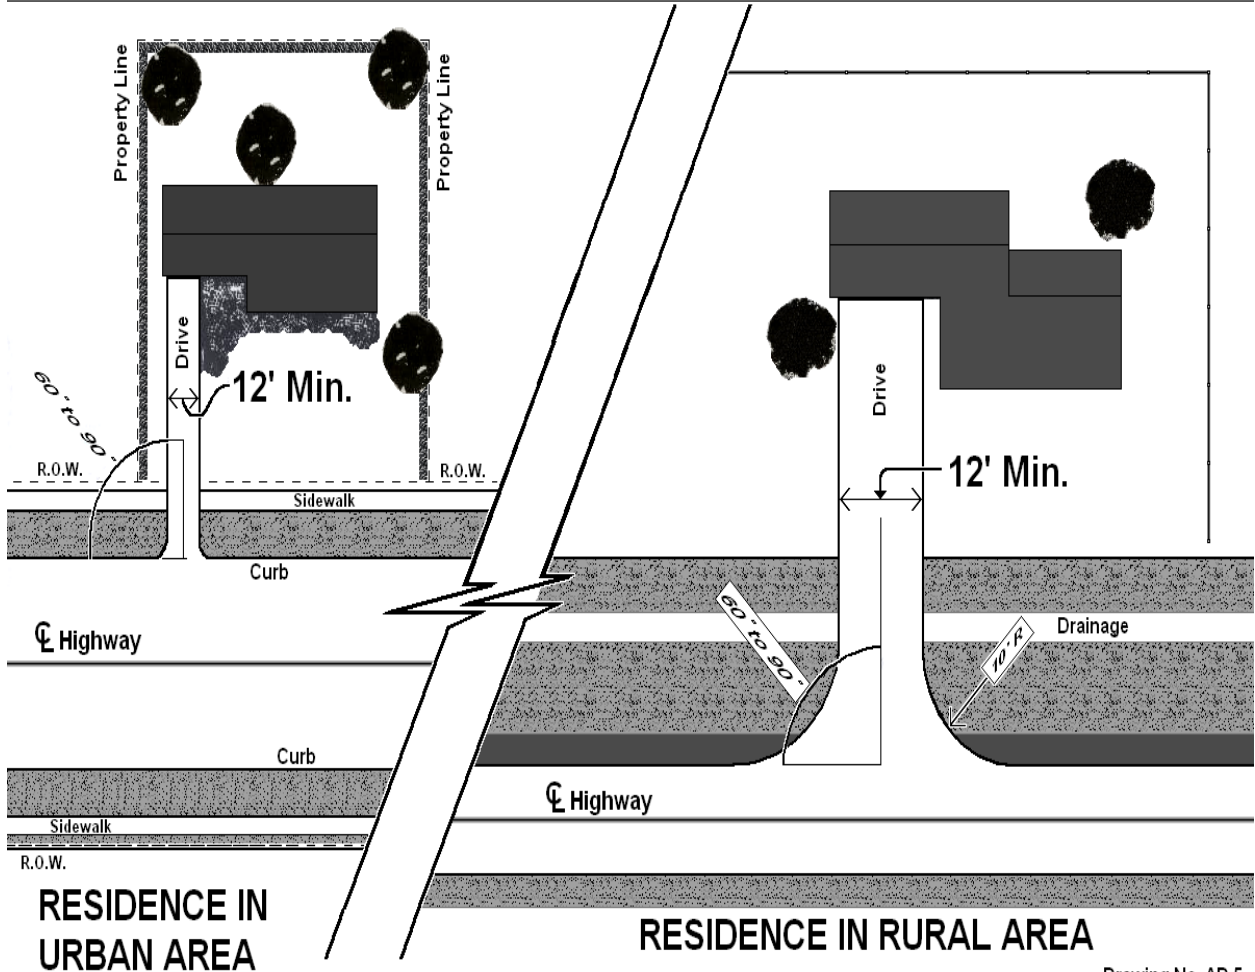 Property Line
Property Line
Drive
12' Min.
60° to 90°
R.O.W.
R.O.W.
Sidewalk
Curb
℄ Highway
Curb
Sidewalk
R.O.W.
RESIDENCE IN
URBAN AREA
Drive
12' Min.
60° to 90°
Drainage
10' R
℄ Highway
RESIDENCE IN RURAL AREA